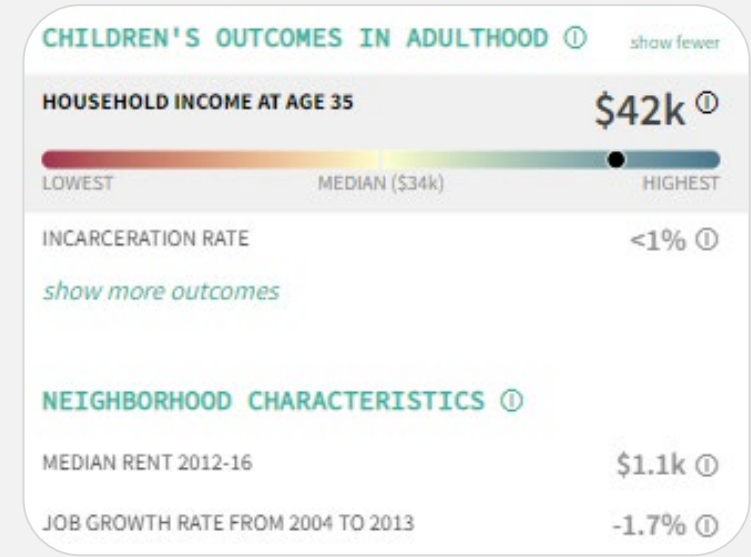 CHILDREN'S OUTCOMES IN ADULTHOOD show fewer
HOUSEHOLD INCOME AT AGE 35 $42k
LOWEST MEDIAN ($34k) HIGHEST
INCARCERATION RATE <1%
show more outcomes
NEIGHBORHOOD CHARACTERISTICS
MEDIAN RENT 2012-16 $1.1k
JOB GROWTH RATE FROM 2004 TO 2013 -1.7%